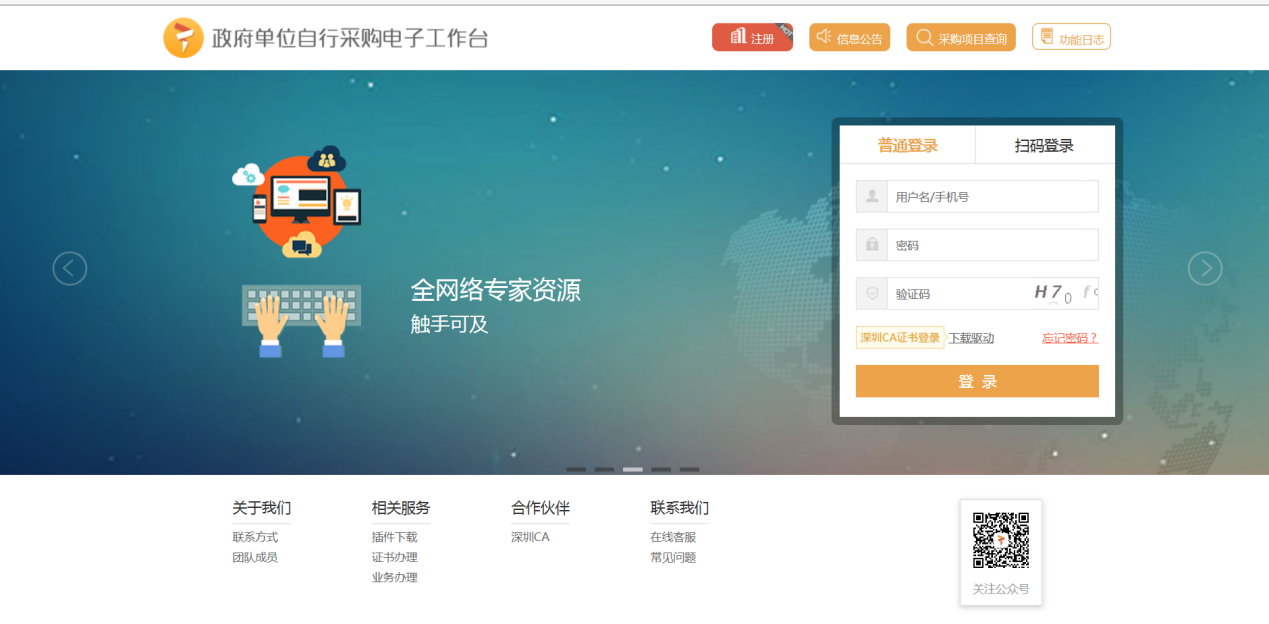 政府单位自行采购电子工作台
注册
HOT
信息公告
采购项目查询
功能日志
普通登录
扫码登录
用户名/手机号
密码
验证码
H70f
深圳CA证书登录
下载驱动
忘记密码？
登 录
全网络专家资源
触手可及
关于我们
联系方式
团队成员
相关服务
插件下载
证书办理
业务办理
合作伙伴
深圳CA
联系我们
在线客服
常见问题
关注公众号